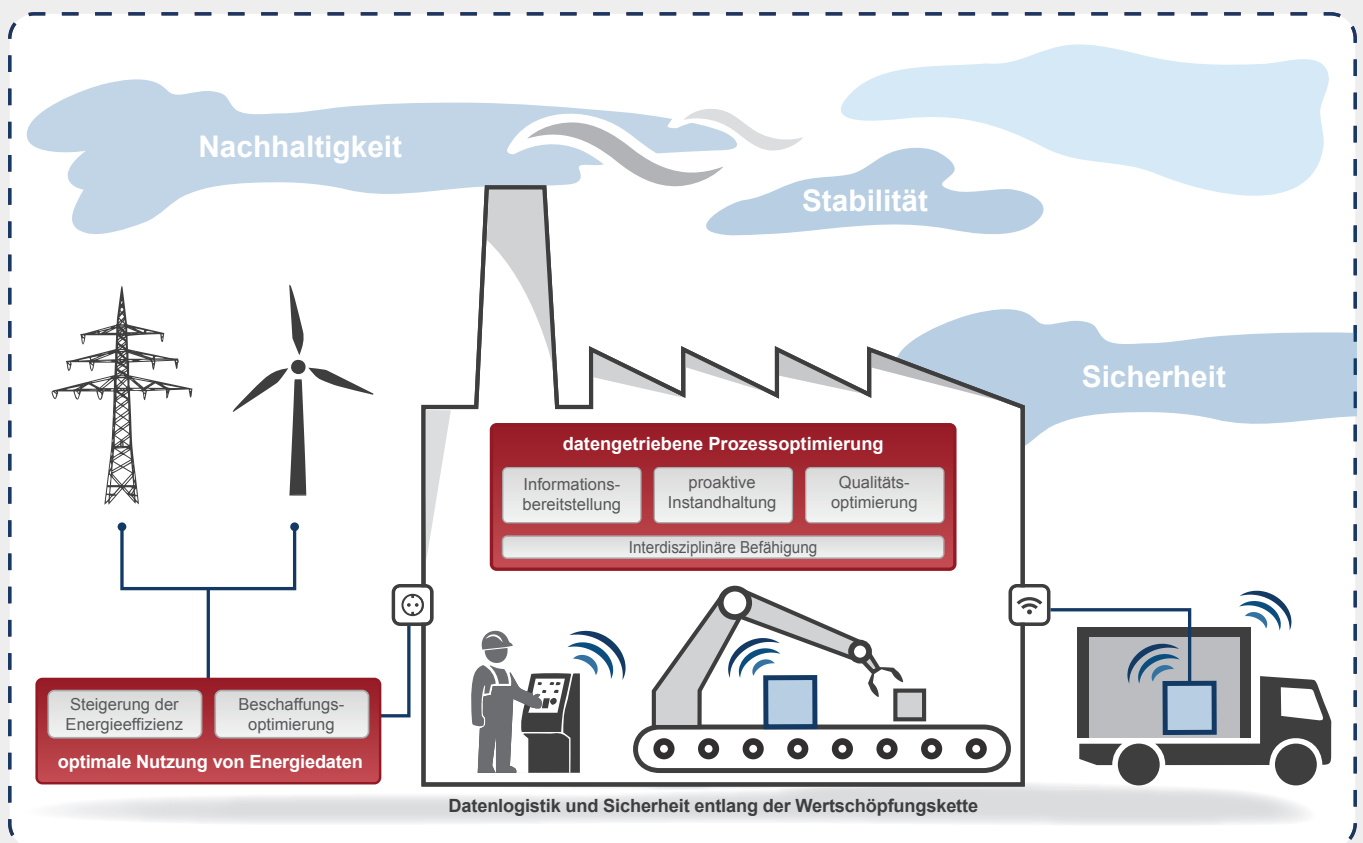 Nachhaltigkeit
Stabilität
Sicherheit
datengetriebene Prozessoptimierung
Informations-
bereitstellung
proaktive
Instandhaltung
Qualitäts-
optimierung
Interdisziplinäre Befähigung
Steigerung der
Energieeffizienz
Beschaffungs-
optimierung
optimale Nutzung von Energiedaten
Datenlogistik und Sicherheit entlang der Wertschöpfungskette